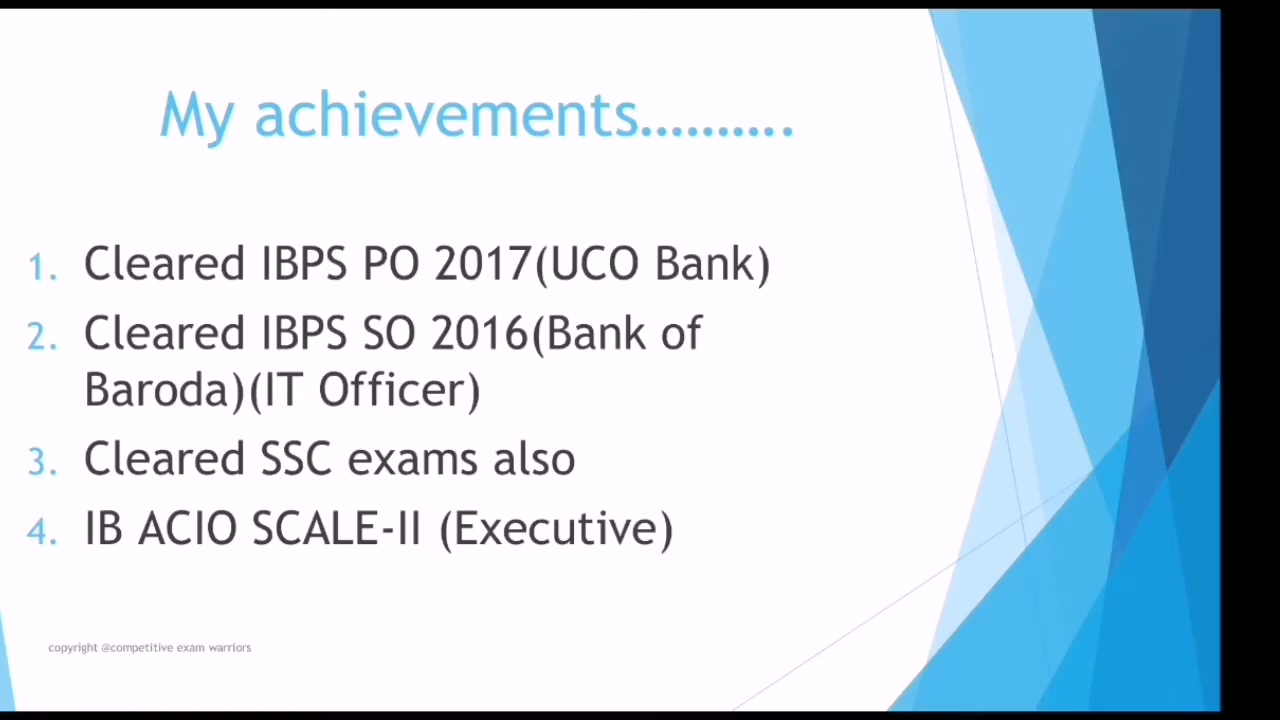 My achievements..........
1. Cleared IBPS PO 2017(UCO Bank)
2. Cleared IBPS SO 2016(Bank of
Baroda)(IT Officer)
3. Cleared SSC exams also
4. IB ACIO SCALE-II (Executive)
copyright @competitive exam warriors